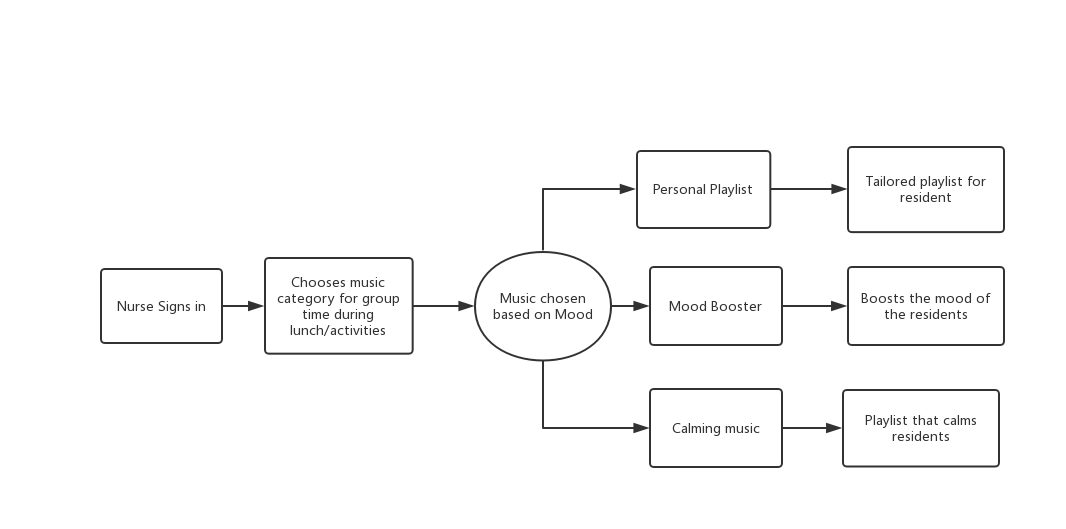 Nurse Signs in
Chooses music
category for group
time during
lunch/activities
Music chosen
based on Mood
Personal Playlist
Tailored playlist for
resident
Mood Booster
Boosts the mood of
the residents
Calming music
Playlist that calms
residents